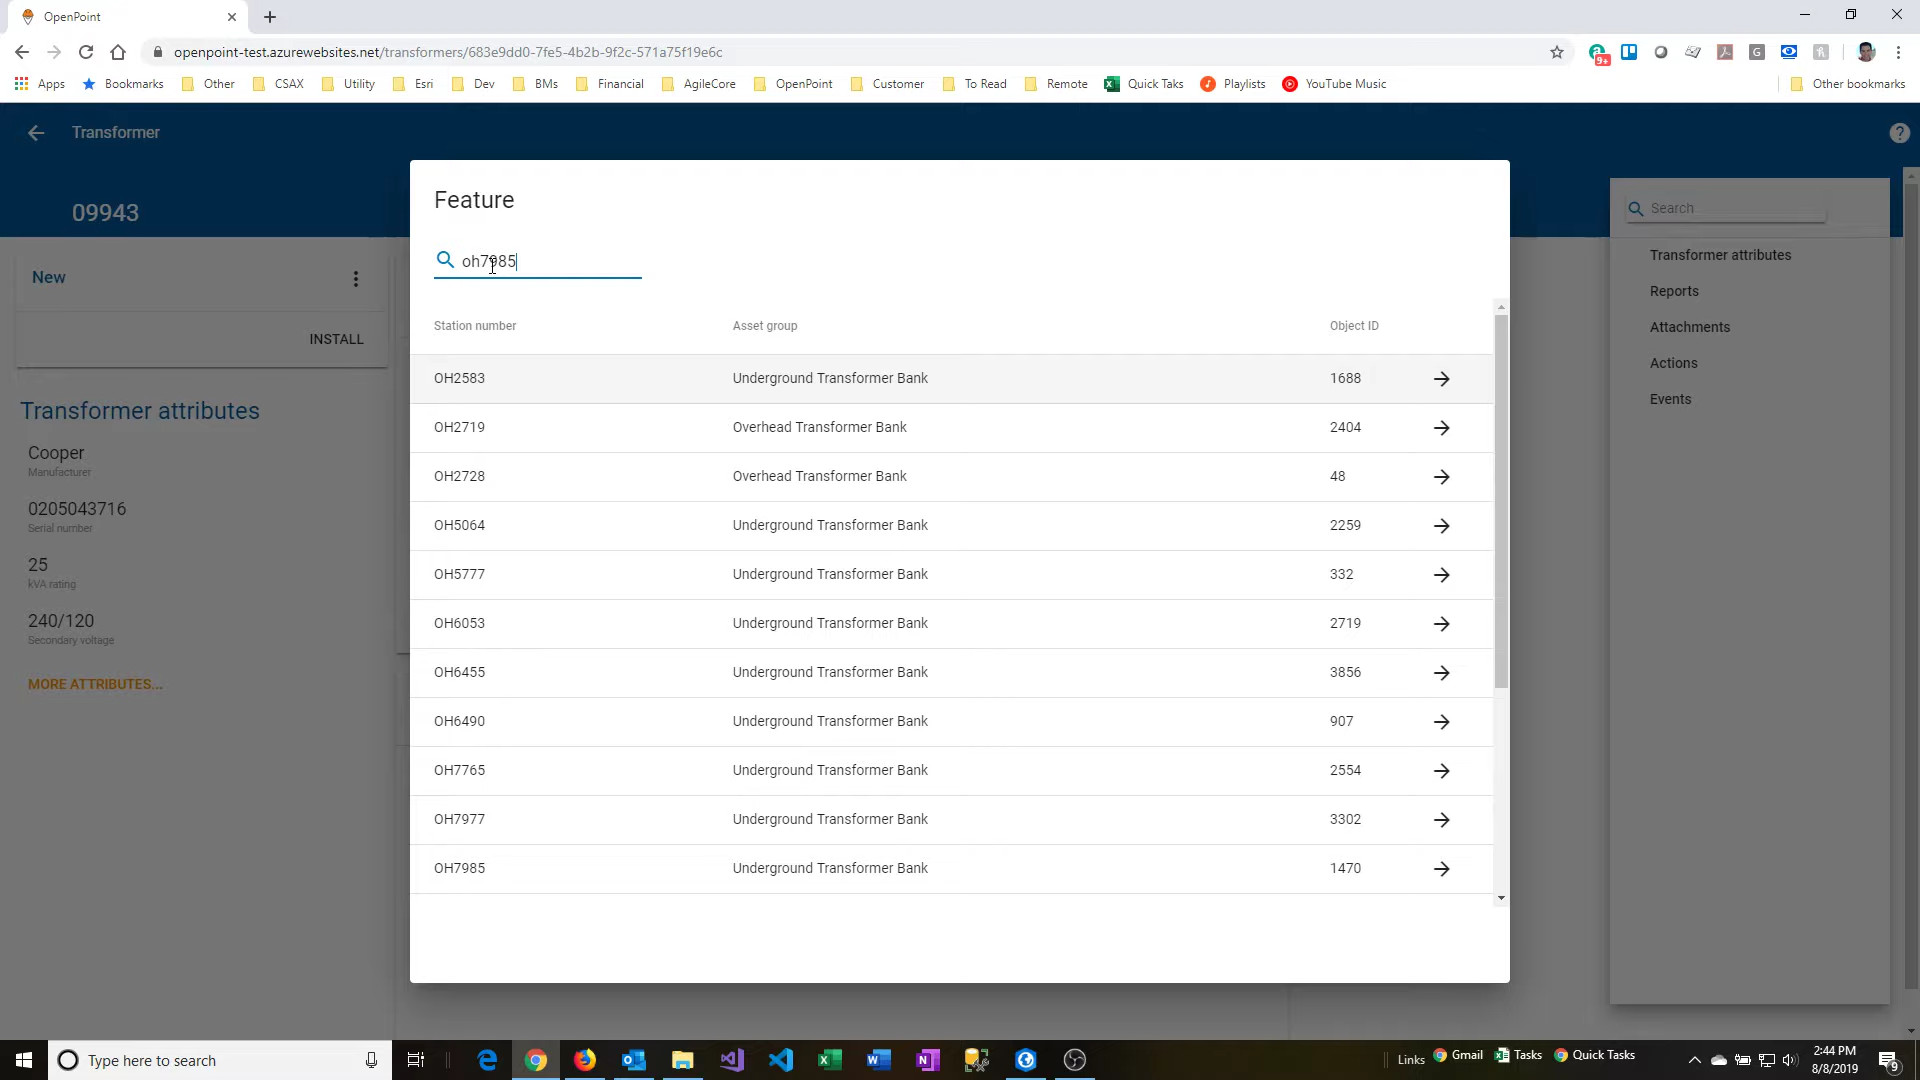 OpenPoint
openpoint-test.azurewebsites.net/transformers/683e9dd0-7fe5-4b2b-9f2c-571a75f19e6c
9+
Apps Bookmarks Other CSAX Utility Esri Dev BMs Financial AgileCore OpenPoint Customer To Read Remote Quick Taks Playlists YouTube Music Other bookmarks
Transformer
?
09943
New
INSTALL
Transformer attributes
Cooper
Manufacturer
0205043716
Serial number
25
kVA rating
240/120
Secondary voltage
MORE ATTRIBUTES...
Feature
oh7985
Station number Asset group Object ID
OH2583 Underground Transformer Bank 1688
OH2719 Overhead Transformer Bank 2404
OH2728 Overhead Transformer Bank 48
OH5064 Underground Transformer Bank 2259
OH5777 Underground Transformer Bank 332
OH6053 Underground Transformer Bank 2719
OH6455 Underground Transformer Bank 3856
OH6490 Underground Transformer Bank 907
OH7765 Underground Transformer Bank 2554
OH7977 Underground Transformer Bank 3302
OH7985 Underground Transformer Bank 1470
Search
Transformer attributes
Reports
Attachments
Actions
Events
Type here to search
Links Gmail Tasks Quick Tasks
2:44 PM
8/8/2019
9